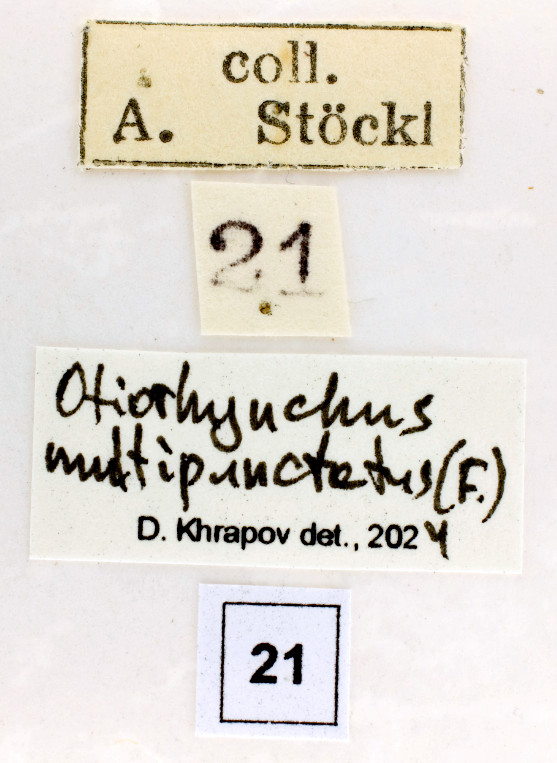 coll.
A. Stöckl
21
Otiorhynchus
multipunctatus (F.)
D. Khrapov det., 2024
21